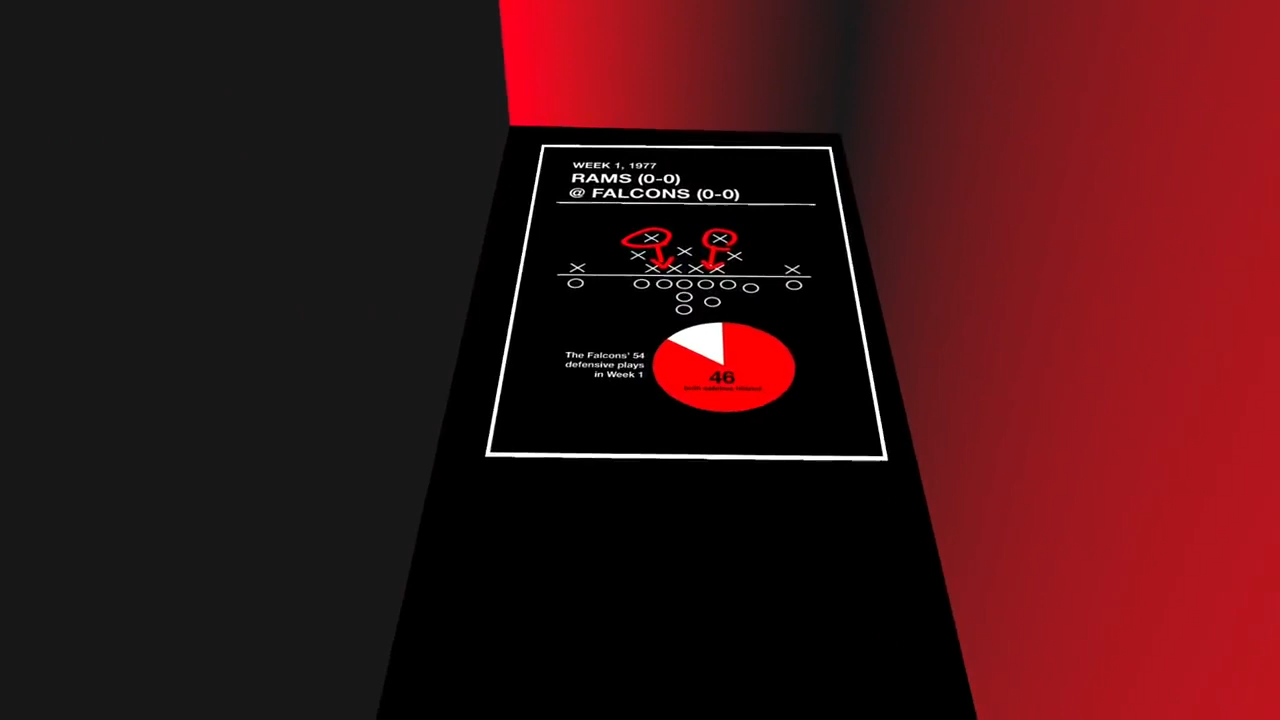 WEEK 1, 1977
RAMS (0-0)
@ FALCONS (0-0)
The Falcons' 54
defensive plays
in Week 1
46